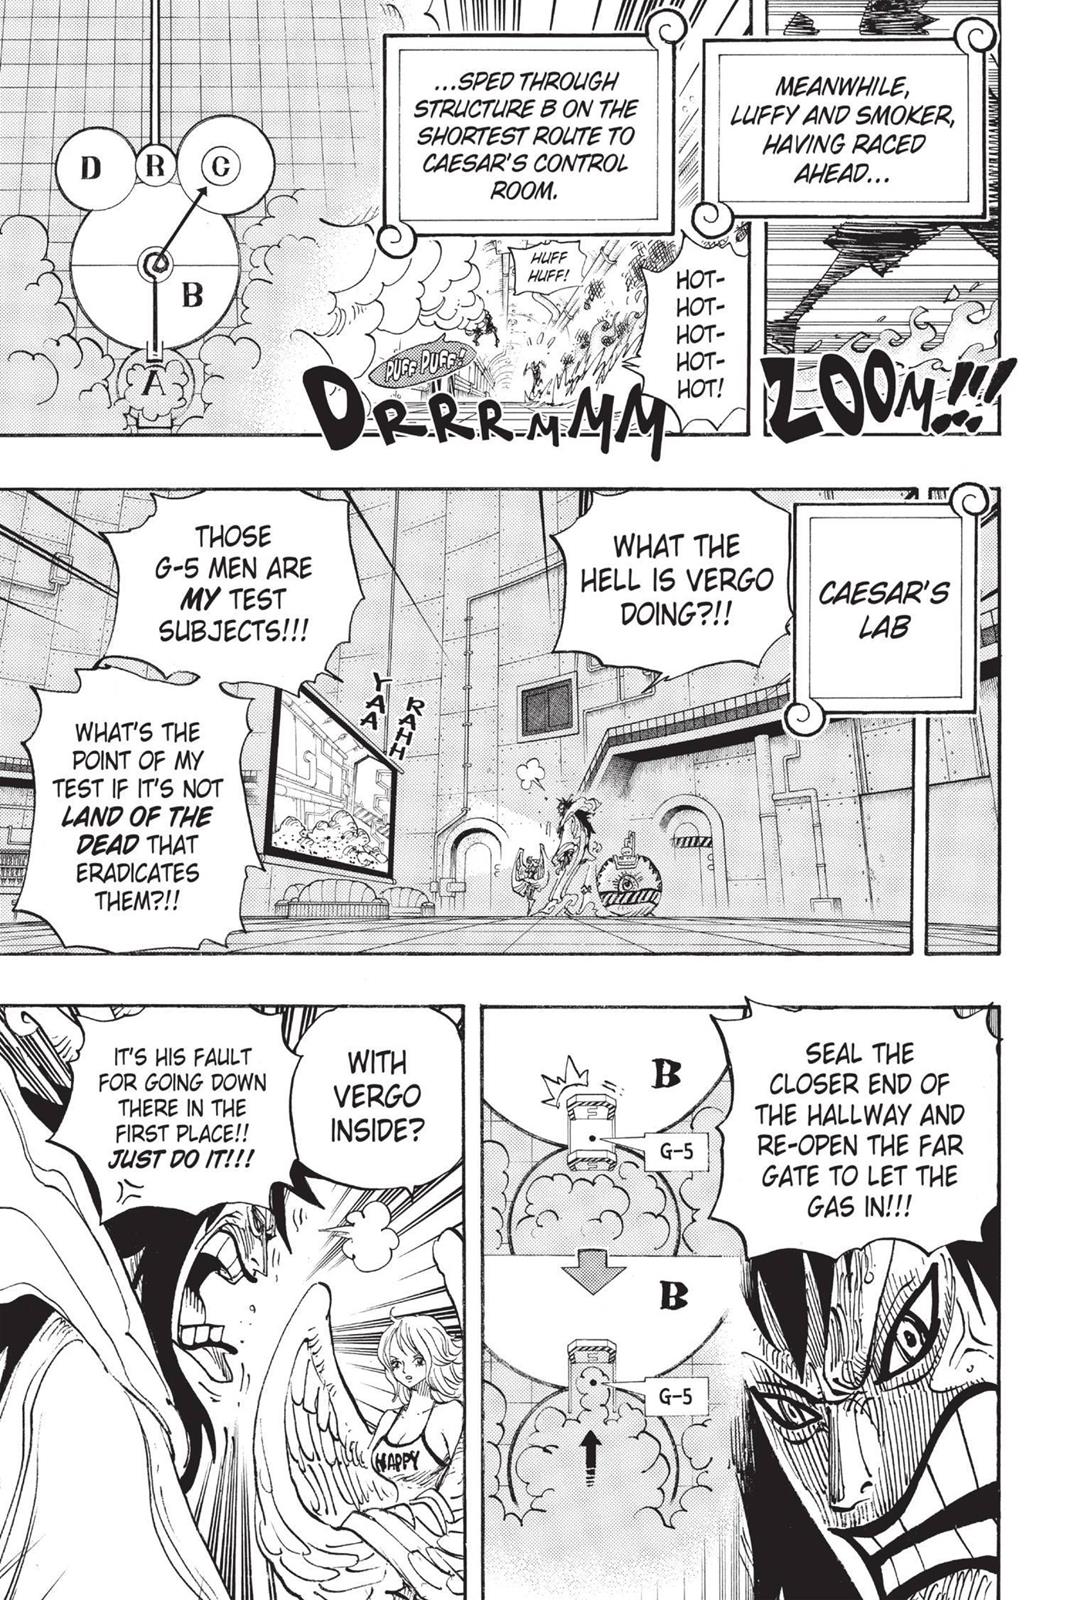 MEANWHILE,
LUFFY AND SMOKER,
HAVING RACED
AHEAD...
...SPED THROUGH
STRUCTURE B ON THE
SHORTEST ROUTE TO
CAESAR'S CONTROL
ROOM.
ZOOM!!!
HOT-
HOT-
HOT-
HOT-
HOT!
HUFF
HUFF!
PUFF PUFF!
DRRRRMMMM
D
R
C
B
A
CAESAR'S
LAB
WHAT THE
HELL IS VERGO
DOING?!!
THOSE
G-5 MEN ARE
MY TEST
SUBJECTS!!!
RAHH
YAA
WHAT'S THE
POINT OF MY
TEST IF IT'S NOT
LAND OF THE
DEAD THAT
ERADICATES
THEM?!!
SEAL THE
CLOSER END OF
THE HALLWAY AND
RE-OPEN THE FAR
GATE TO LET THE
GAS IN!!!
B
G-5
B
G-5
WITH
VERGO
INSIDE?
IT'S HIS FAULT
FOR GOING DOWN
THERE IN THE
FIRST PLACE!!
JUST DO IT!!!
HAPPY